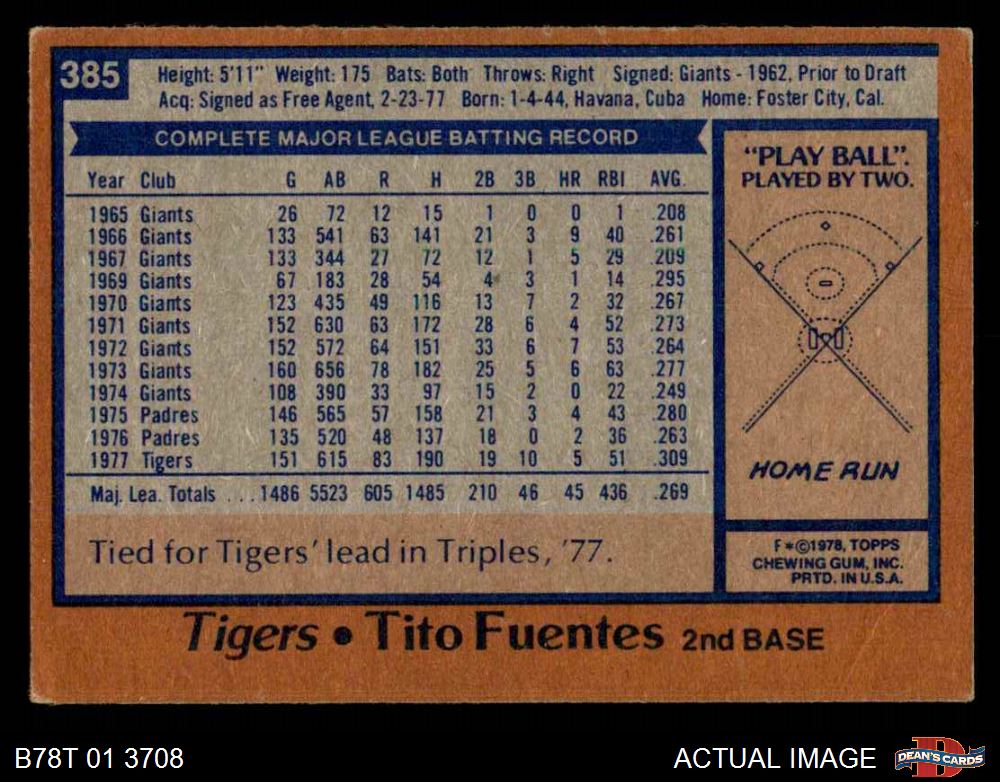 385
Height: 5'11" Weight: 175 Bats: Both Throws: Right Signed: Giants - 1962, Prior to Draft
Acq: Signed as Free Agent, 2-23-77 Born: 1-4-44, Havana, Cuba Home: Foster City, Cal.
COMPLETE MAJOR LEAGUE BATTING RECORD
Year Club G AB R H 2B 3B HR RBI AVG.
1965 Giants 26 72 12 15 1 0 0 1 .208
1966 Giants 133 541 63 141 21 3 9 40 .261
1967 Giants 133 344 27 72 12 1 5 29 .209
1969 Giants 67 183 28 54 4 3 1 14 .295
1970 Giants 123 435 49 116 13 7 2 32 .267
1971 Giants 152 630 63 172 28 6 4 52 .273
1972 Giants 152 572 64 151 33 6 7 53 .264
1973 Giants 160 656 78 182 25 5 6 63 .277
1974 Giants 108 390 33 97 15 2 0 22 .249
1975 Padres 146 565 57 158 21 3 4 43 .280
1976 Padres 135 520 48 137 18 0 2 36 .263
1977 Tigers 151 615 83 190 19 10 5 51 .309
Maj. Lea. Totals ... 1486 5523 605 1485 210 46 45 436 .269
Tied for Tigers' lead in Triples, '77.
"PLAY BALL".
PLAYED BY TWO.
HOME RUN
F*©1978, TOPPS
CHEWING GUM, INC.
PRTD. IN U.S.A.
Tigers • Tito Fuentes 2nd BASE
B78T 01 3708
ACTUAL IMAGE
D
DEAN'S CARDS